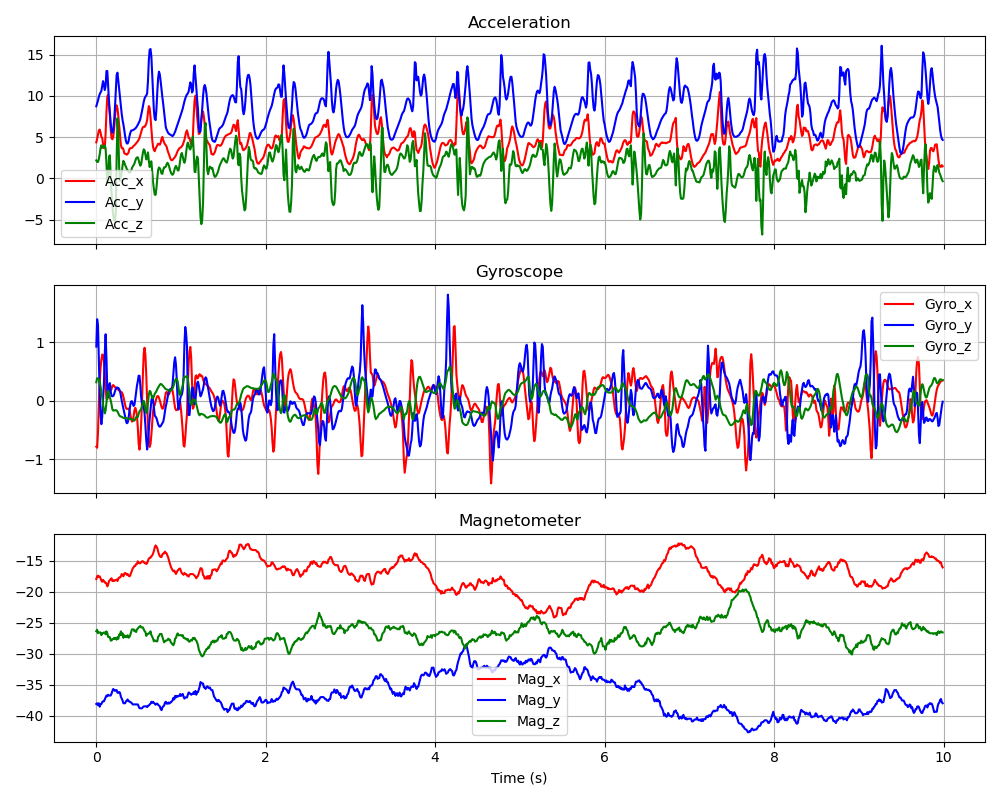 Acceleration
15
10
5
0
−5
Acc_x
Acc_y
Acc_z
Gyroscope
1
0
−1
Gyro_x
Gyro_y
Gyro_z
Magnetometer
−15
−20
−25
−30
−35
−40
Mag_x
Mag_y
Mag_z
0 2 4 6 8 10
Time (s)